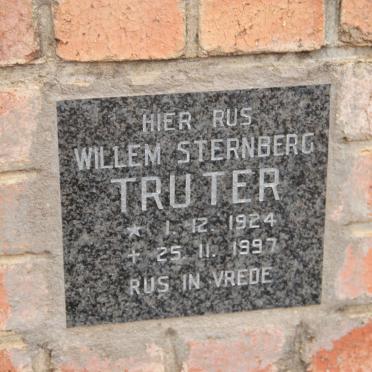 HIER RUS
WILLEM STERNBERG
TRUTER
* 1. 12. 1924
+ 25. 11. 1997
RUS IN VREDE